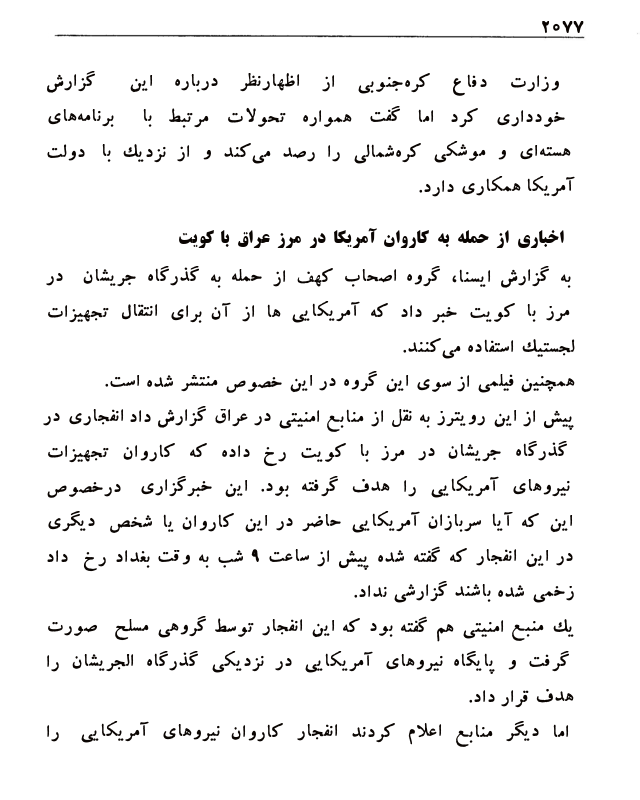 ۲۰۷۷
وزارت دفاع کره‌جنوبی از اظهارنظر درباره این گزارش
خودداری کرد اما گفت همواره تحولات مرتبط با برنامه‌های
هسته‌ای و موشکی کره‌شمالی را رصد می‌کند و از نزدیك با دولت
آمریکا همکاری دارد.
اخباری از حمله به کاروان آمریکا در مرز عراق با کویت
به گزارش ایسنا، گروه اصحاب کهف از حمله به گذرگاه جریشان در
مرز با کویت خبر داد که آمریکایی ها از آن برای انتقال تجهیزات
لجستیك استفاده می‌کنند.
همچنین فیلمی از سوی این گروه در این خصوص منتشر شده است.
پیش از این رویترز به نقل از منابع امنیتی در عراق گزارش داد انفجاری در
گذرگاه جریشان در مرز با کویت رخ داده که کاروان تجهیزات
نیروهای آمریکایی را هدف گرفته بود. این خبرگزاری درخصوص
این که آیا سربازان آمریکایی حاضر در این کاروان یا شخص دیگری
در این انفجار که گفته شده پیش از ساعت ۹ شب به وقت بغداد رخ داد
زخمی شده باشند گزارشی نداد.
یك منبع امنیتی هم گفته بود که این انفجار توسط گروهی مسلح صورت
گرفت و پایگاه نیروهای آمریکایی در نزدیکی گذرگاه الجریشان را
هدف قرار داد.
اما دیگر منابع اعلام کردند انفجار کاروان نیروهای آمریکایی را